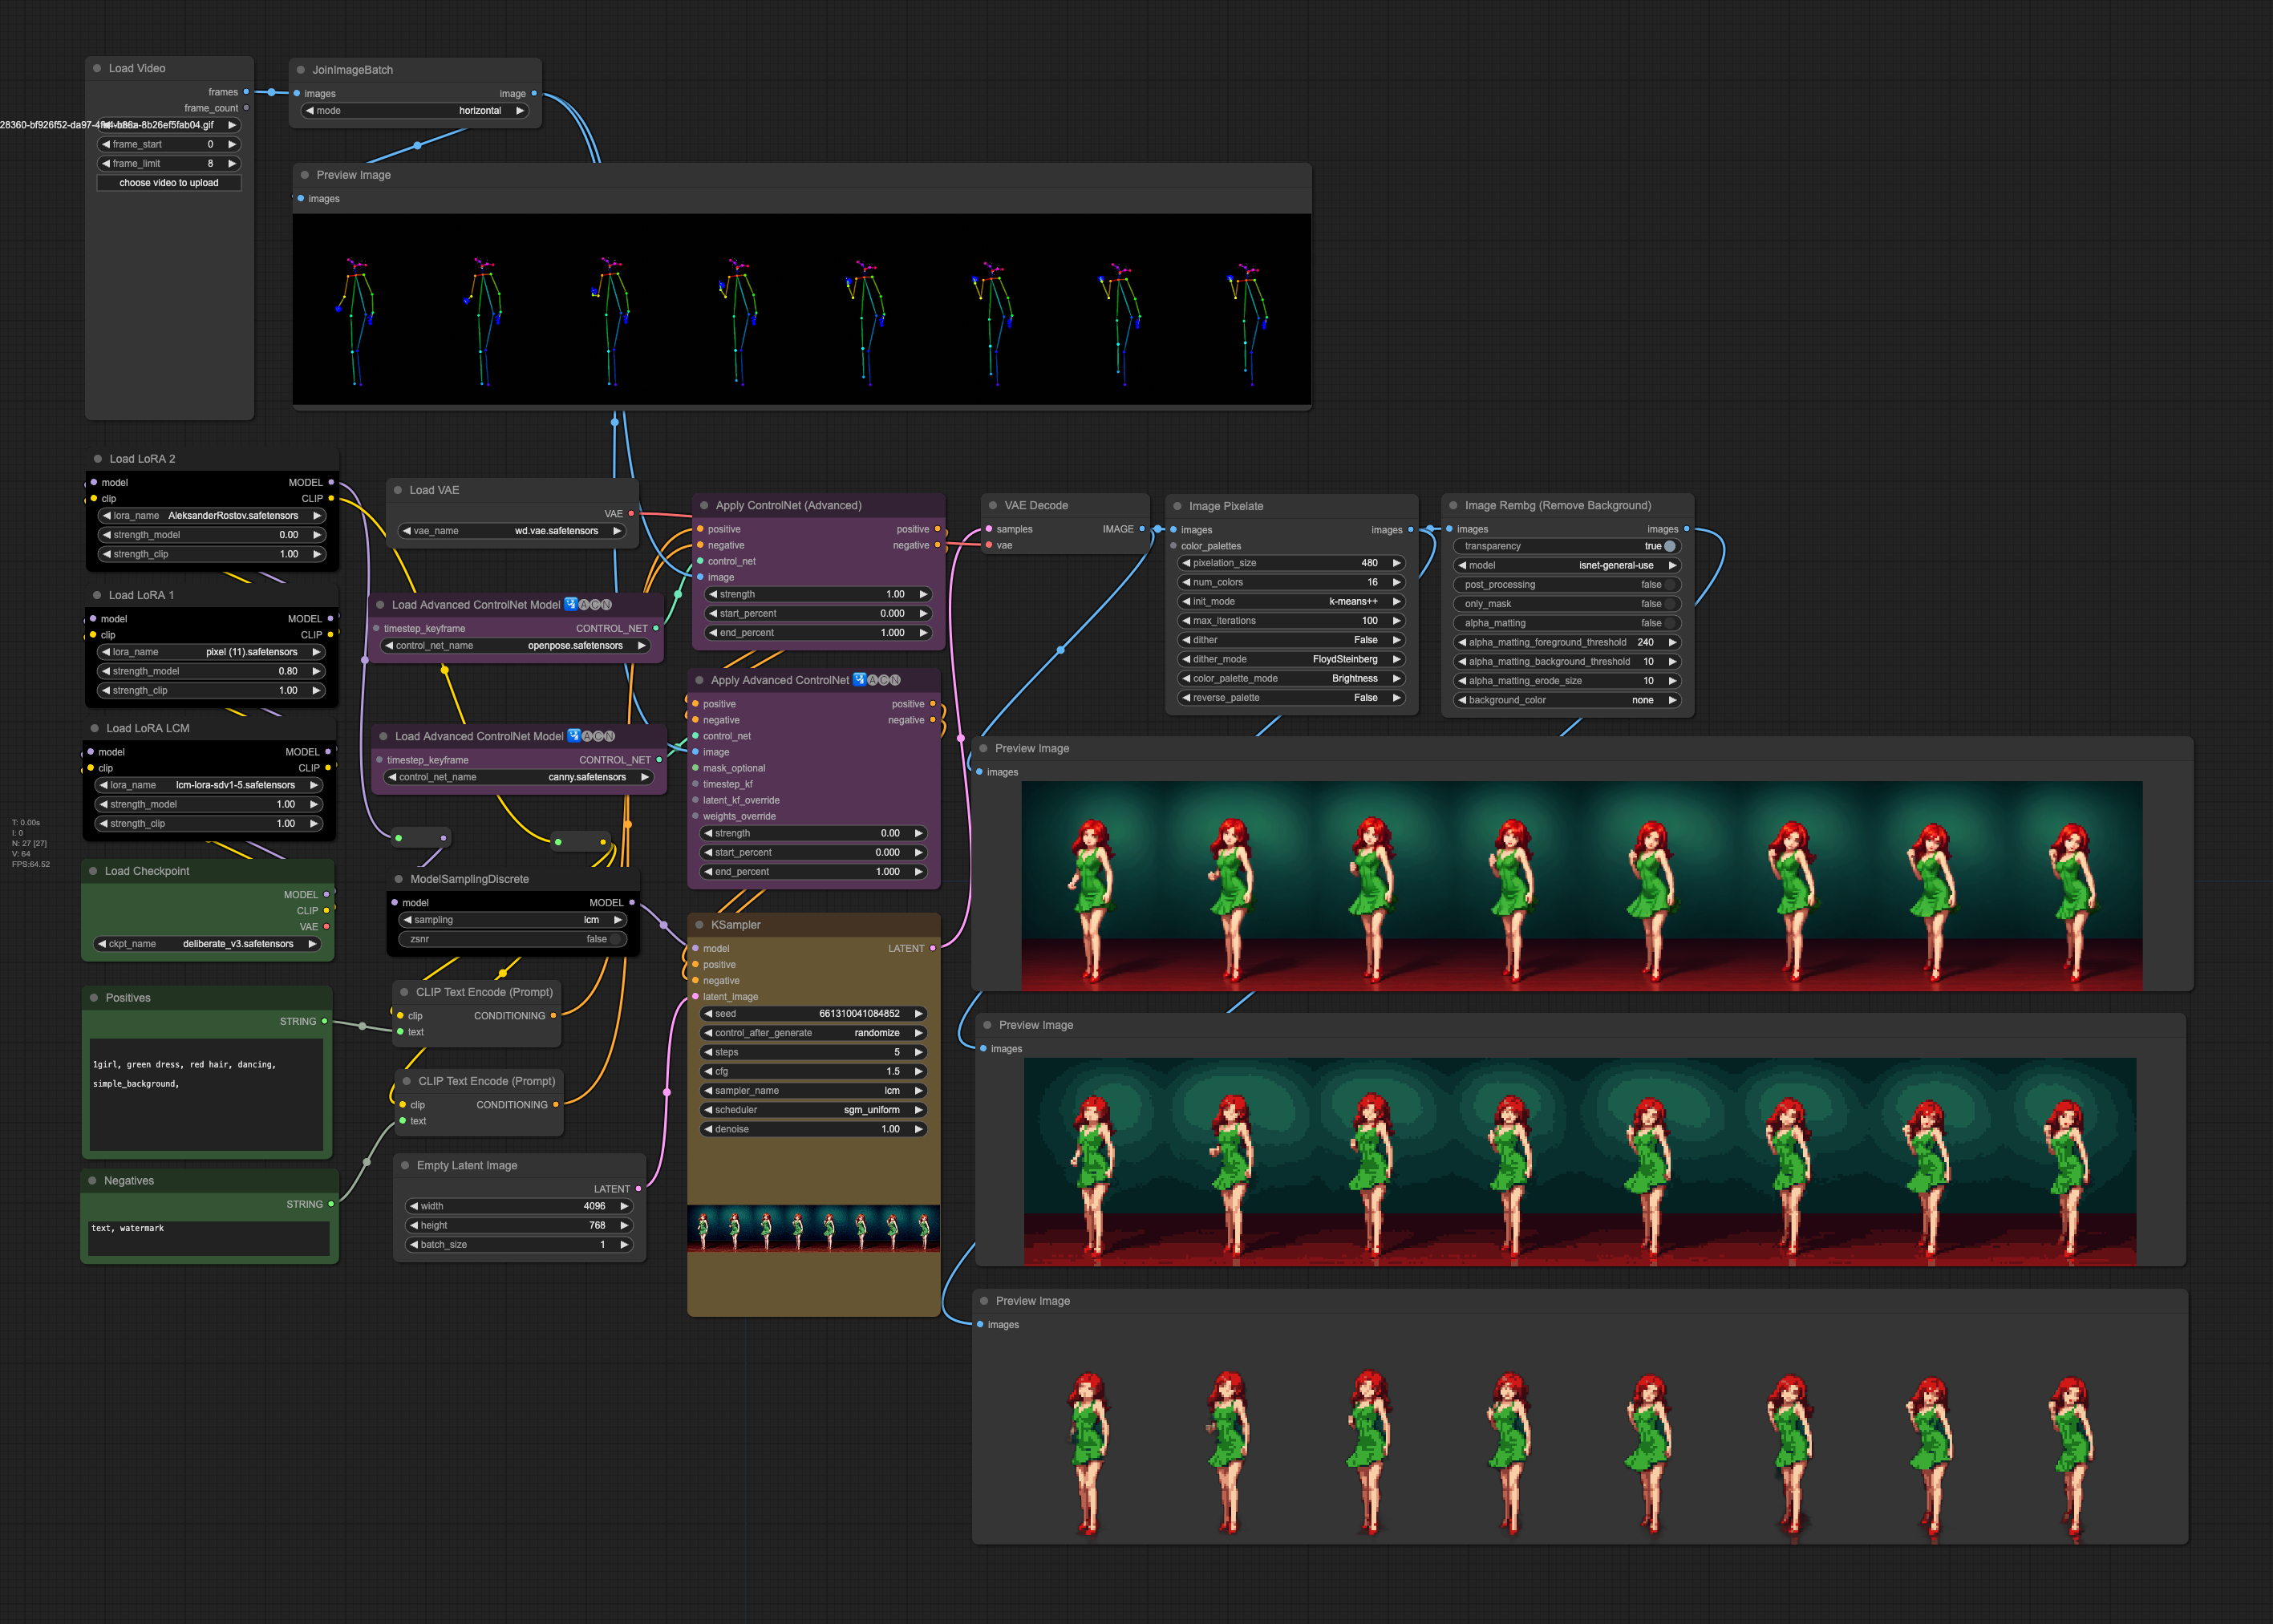 Load Video
frames
frame_count
28360-bf926f52-da97-4f
a-8b26ef5fab04.gif
frame_start 0
frame_limit 8
choose video to upload
JoinImageBatch
images image
mode horizontal
Preview Image
images
Load LoRA 2
model MODEL
clip CLIP
lora_name AleksanderRostov.safetensors
strength_model 0.00
strength_clip 1.00
Load LoRA 1
model MODEL
clip CLIP
lora_name pixel (11).safetensors
strength_model 0.80
strength_clip 1.00
Load LoRA LCM
model MODEL
clip CLIP
lora_name lcm-lora-sdv1-5.safetensors
strength_model 1.00
strength_clip 1.00
T: 0.00s
I: 0
N: 27 [27]
V: 64
FPS:64.52
Load Checkpoint
MODEL
CLIP
VAE
ckpt_name deliberate_v3.safetensors
Positives
STRING
1girl, green dress, red hair, dancing,
simple_background,
Negatives
STRING
text, watermark
Load VAE
VAE
vae_name wd.vae.safetensors
Load Advanced ControlNet Model ACN
timestep_keyframe CONTROL_NET
control_net_name openpose.safetensors
Load Advanced ControlNet Model ACN
timestep_keyframe CONTROL_NET
control_net_name canny.safetensors
ModelSamplingDiscrete
model MODEL
sampling lcm
zsnr false
CLIP Text Encode (Prompt)
clip CONDITIONING
text
CLIP Text Encode (Prompt)
clip CONDITIONING
text
Empty Latent Image
LATENT
width 4096
height 768
batch_size 1
Apply ControlNet (Advanced)
positive positive
negative negative
control_net
image
strength 1.00
start_percent 0.000
end_percent 1.000
Apply Advanced ControlNet ACN
positive positive
negative negative
control_net
image
mask_optional
timestep_kf
latent_kf_override
weights_override
strength 0.00
start_percent 0.000
end_percent 1.000
KSampler
model LATENT
positive
negative
latent_image
seed 661310041084852
control_after_generate randomize
steps 5
cfg 1.5
sampler_name lcm
scheduler sgm_uniform
denoise 1.00
VAE Decode
samples IMAGE
vae
Image Pixelate
images images
color_palettes
pixelation_size 480
num_colors 16
init_mode k-means++
max_iterations 100
dither False
dither_mode FloydSteinberg
color_palette_mode Brightness
reverse_palette False
Image Rembg (Remove Background)
images images
transparency true
model isnet-general-use
post_processing false
only_mask false
alpha_matting false
alpha_matting_foreground_threshold 240
alpha_matting_background_threshold 10
alpha_matting_erode_size 10
background_color none
Preview Image
images
Preview Image
images
Preview Image
images